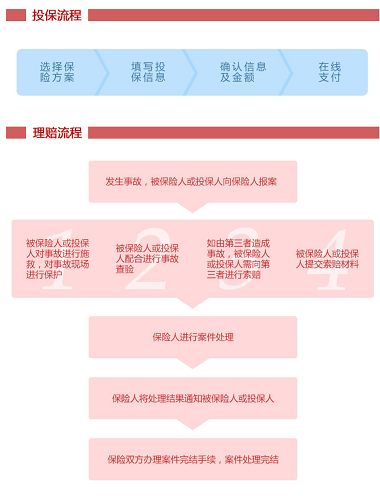 投保流程
选择保
险方案
填写投
保信息
确认信息
及金额
在线
支付
理赔流程
发生事故，被保险人或投保人向保险人报案
1
被保险人或投保
人对事故进行施
救，对事故现场
进行保护
2
被保险人或投保
人配合进行事故
查验
3
如由第三者造成
事故，被保险人
或投保人需向第
三者进行索赔
4
被保险人或投保
人提交索赔材料
保险人进行案件处理
保险人将处理结果通知被保险人或投保人
保险双方办理案件完结手续，案件处理完结